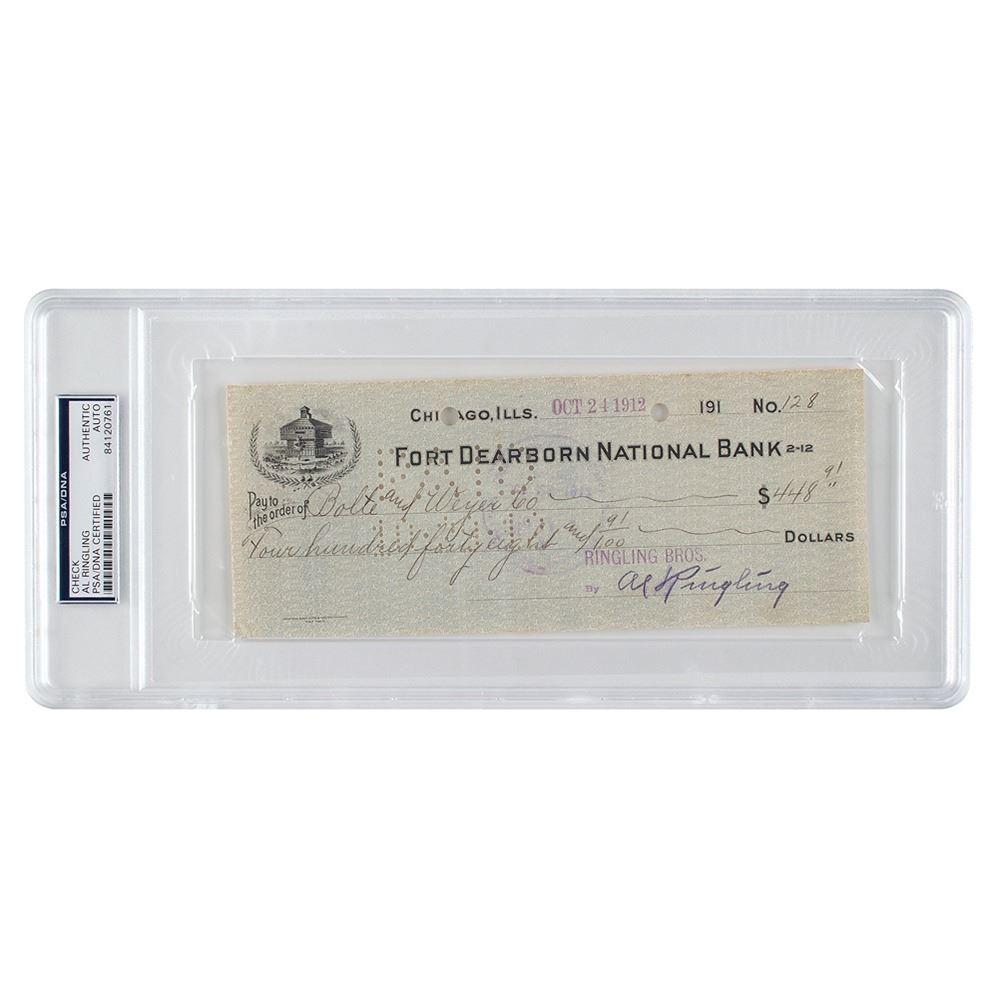 PSA/DNA
CHECK
AL RINGLING
PSA/DNA CERTIFIED
AUTHENTIC
AUTO
84120761
CHICAGO, ILLS. OCT 24 1912 191 No. 128
FORT DEARBORN NATIONAL BANK 2-12
Pay to the order of Bolte and Weyer Co $448 91
Four hundred forty eight and 91/100 DOLLARS
RINGLING BROS.
By Al Ringling